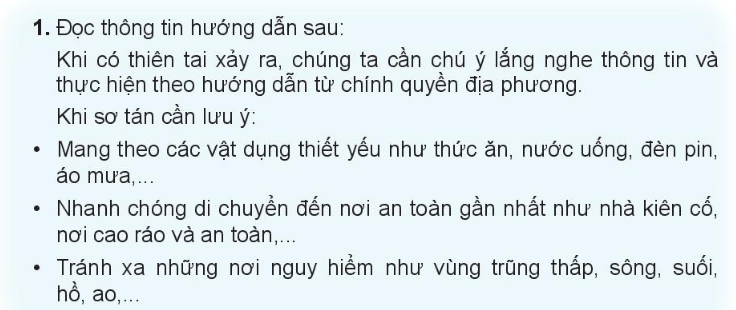 1. Đọc thông tin hướng dẫn sau:
Khi có thiên tai xảy ra, chúng ta cần chú ý lắng nghe thông tin và
thực hiện theo hướng dẫn từ chính quyền địa phương.
Khi sơ tán cần lưu ý:
• Mang theo các vật dụng thiết yếu như thức ăn, nước uống, đèn pin,
áo mưa,...
• Nhanh chóng di chuyển đến nơi an toàn gần nhất như nhà kiên cố,
nơi cao ráo và an toàn,...
• Tránh xa những nơi nguy hiểm như vùng trũng thấp, sông, suối,
hồ, ao,...